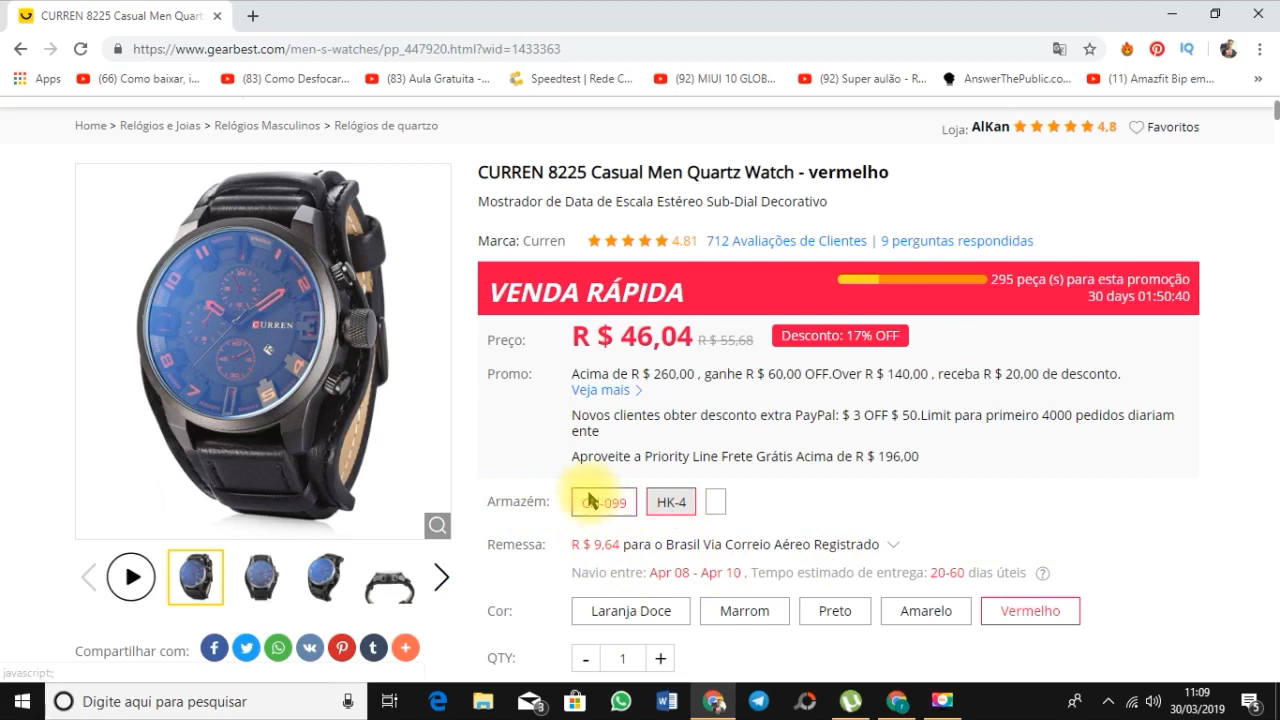 CURREN 8225 Casual Men Quart
https://www.gearbest.com/men-s-watches/pp_447920.html?wid=1433363
Apps
(66) Como baixar, i...
(83) Como Desfocar...
(83) Aula Gratuita -...
Speedtest | Rede C...
(92) MIUI 10 GLOB...
(92) Super aulão - R...
AnswerThePublic.co...
(11) Amazfit Bip em...
Home > Relógios e Joias > Relógios Masculinos > Relógios de quartzo
Loja: AlKan 4.8 Favoritos
CURREN 8225 Casual Men Quartz Watch - vermelho
Mostrador de Data de Escala Estéreo Sub-Dial Decorativo
Marca: Curren 4.81 712 Avaliações de Clientes | 9 perguntas respondidas
VENDA RÁPIDA
295 peça (s) para esta promoção
30 days 01:50:40
Preço: R $ 46,04 R $ 55,68 Desconto: 17% OFF
Promo: Acima de R $ 260,00 , ganhe R $ 60,00 OFF.Over R $ 140,00 , receba R $ 20,00 de desconto.
Veja mais >
Novos clientes obter desconto extra PayPal: $ 3 OFF $ 50.Limit para primeiro 4000 pedidos diariam
ente
Aproveite a Priority Line Frete Grátis Acima de R $ 196,00
Armazém: -099 HK-4
Remessa: R $ 9,64 para o Brasil Via Correio Aéreo Registrado
Navio entre: Apr 08 - Apr 10 , Tempo estimado de entrega: 20-60 dias úteis ?
Cor: Laranja Doce Marrom Preto Amarelo Vermelho
QTY: - 1 +
CURREN
Compartilhar com:
javascript:;
Digite aqui para pesquisar
11:09
30/03/2019